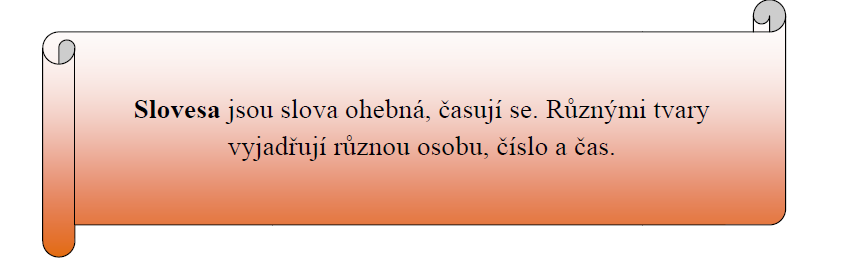 Slovesa jsou slova ohebná, časují se. Různými tvary
vyjadřují různou osobu, číslo a čas.